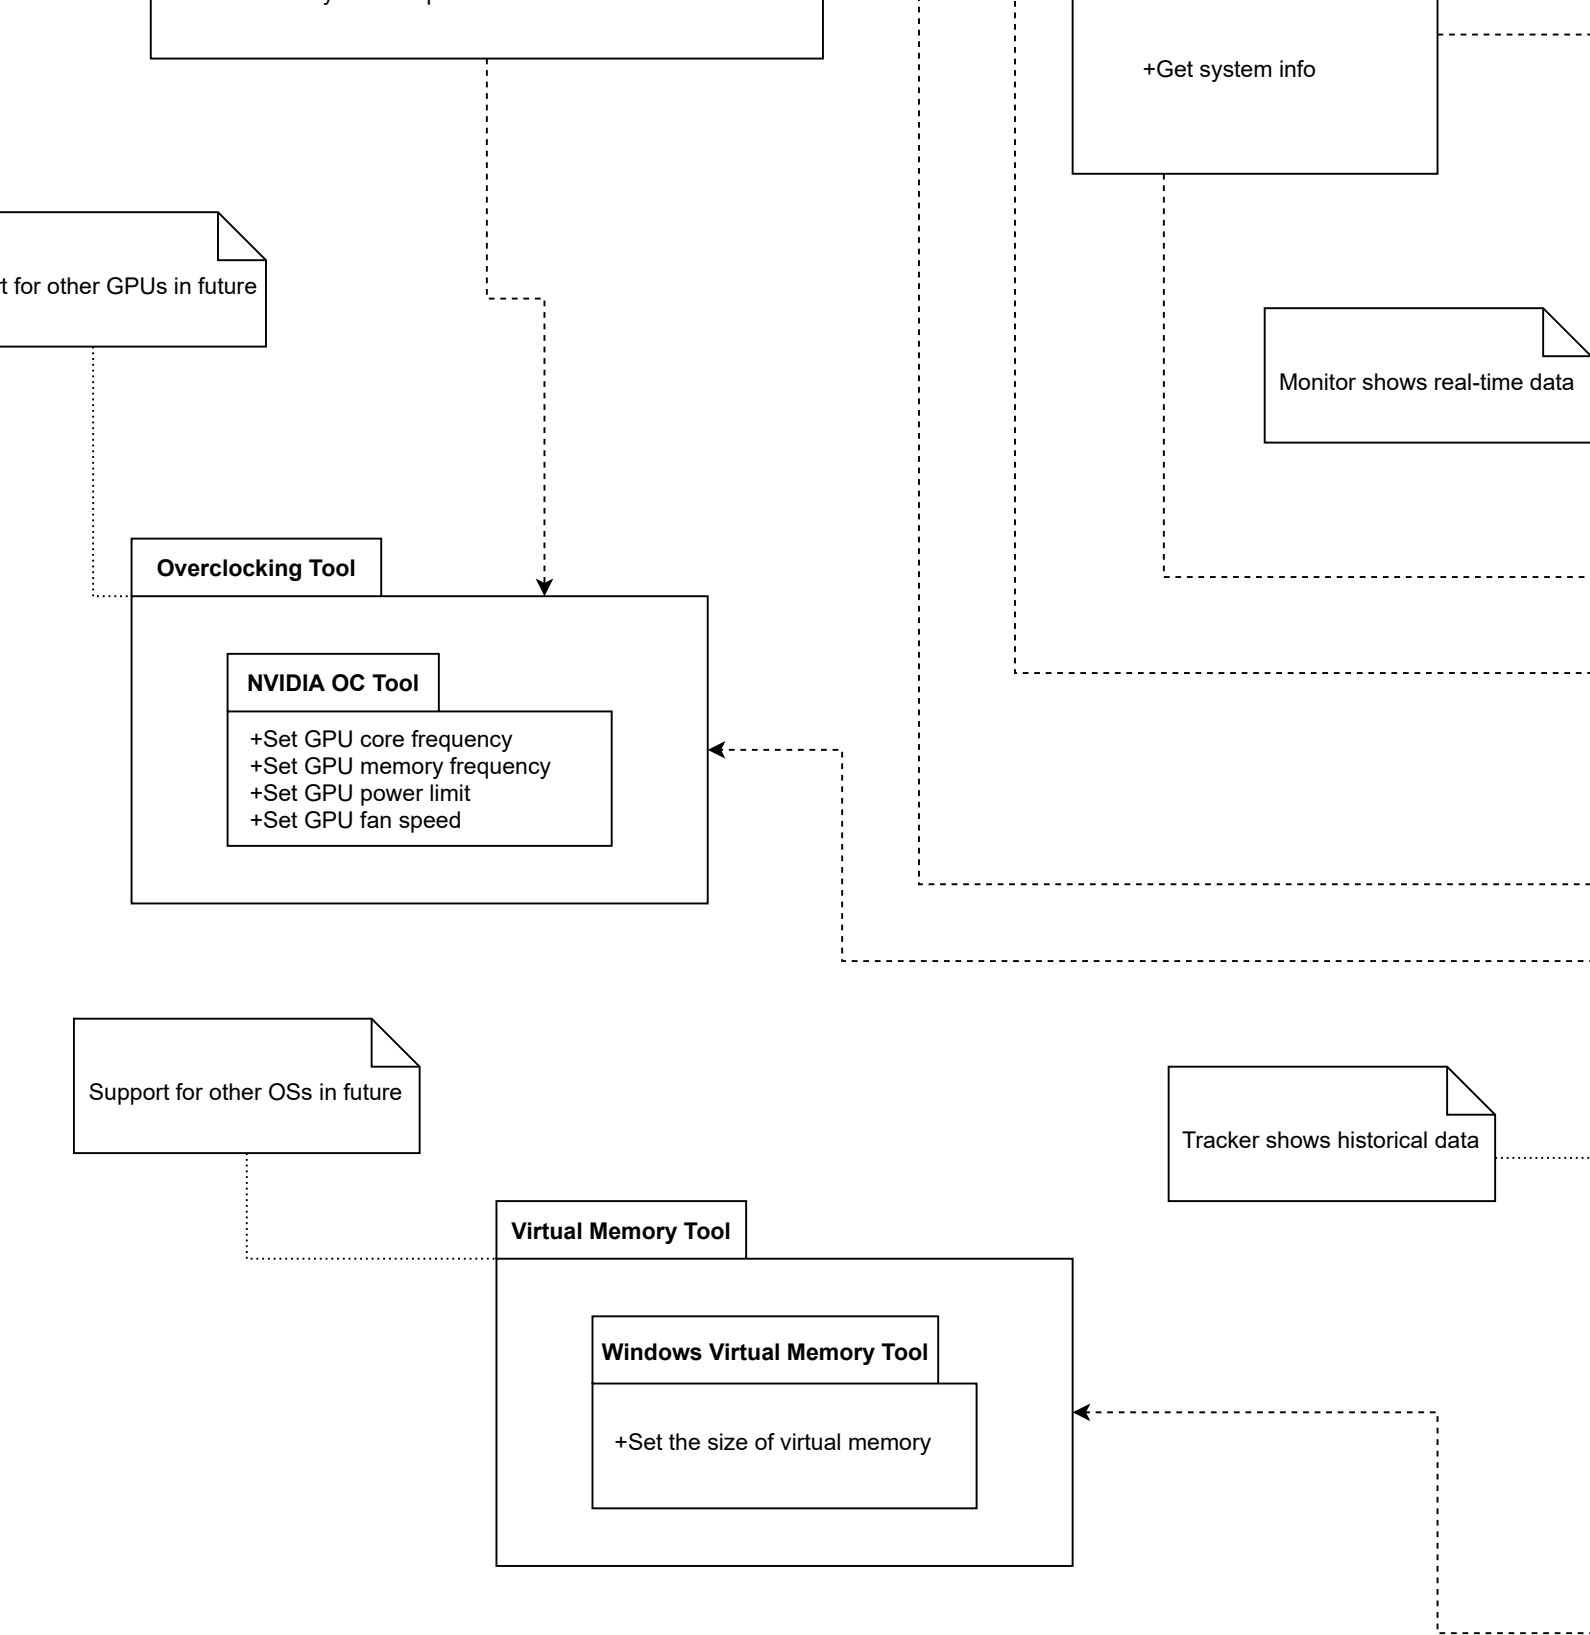 +Get system info
t for other GPUs in future
Monitor shows real-time data
Overclocking Tool
NVIDIA OC Tool
+Set GPU core frequency
+Set GPU memory frequency
+Set GPU power limit
+Set GPU fan speed
Support for other OSs in future
Tracker shows historical data
Virtual Memory Tool
Windows Virtual Memory Tool
+Set the size of virtual memory